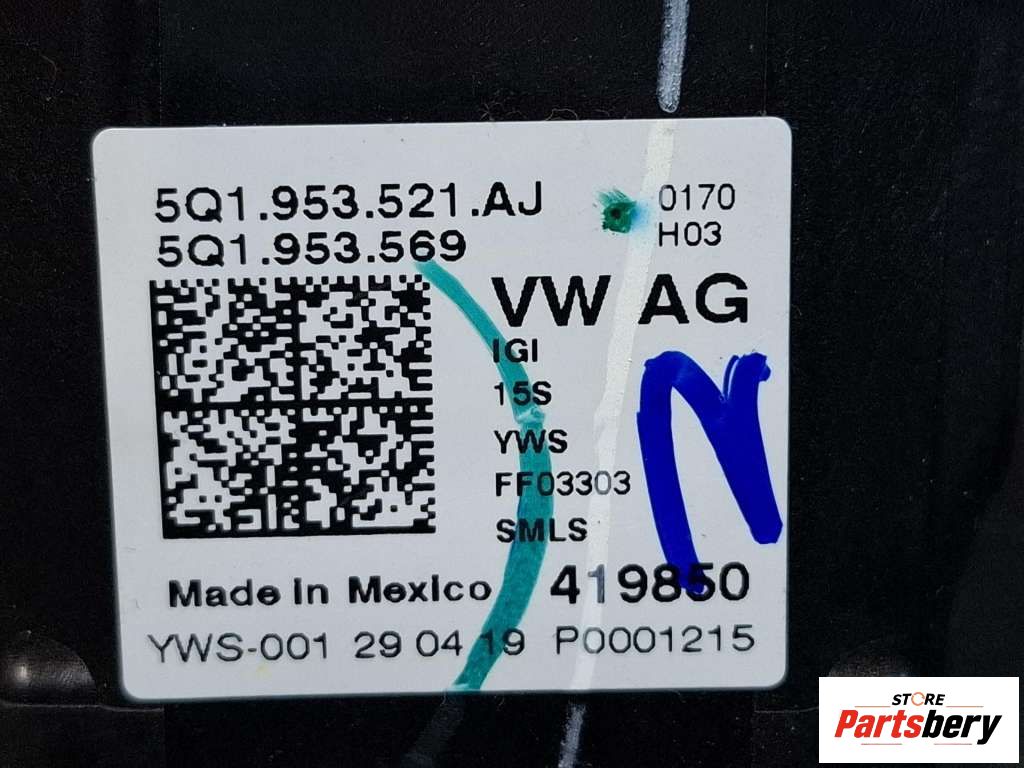 5Q1.953.521.AJ
5Q1.953.569
0170
H03
VW AG
IGI
15S
YWS
FF03303
SMLS
N
Made In Mexico 419850
YWS-001 29 04 19 P0001215
STORE
Partsbery